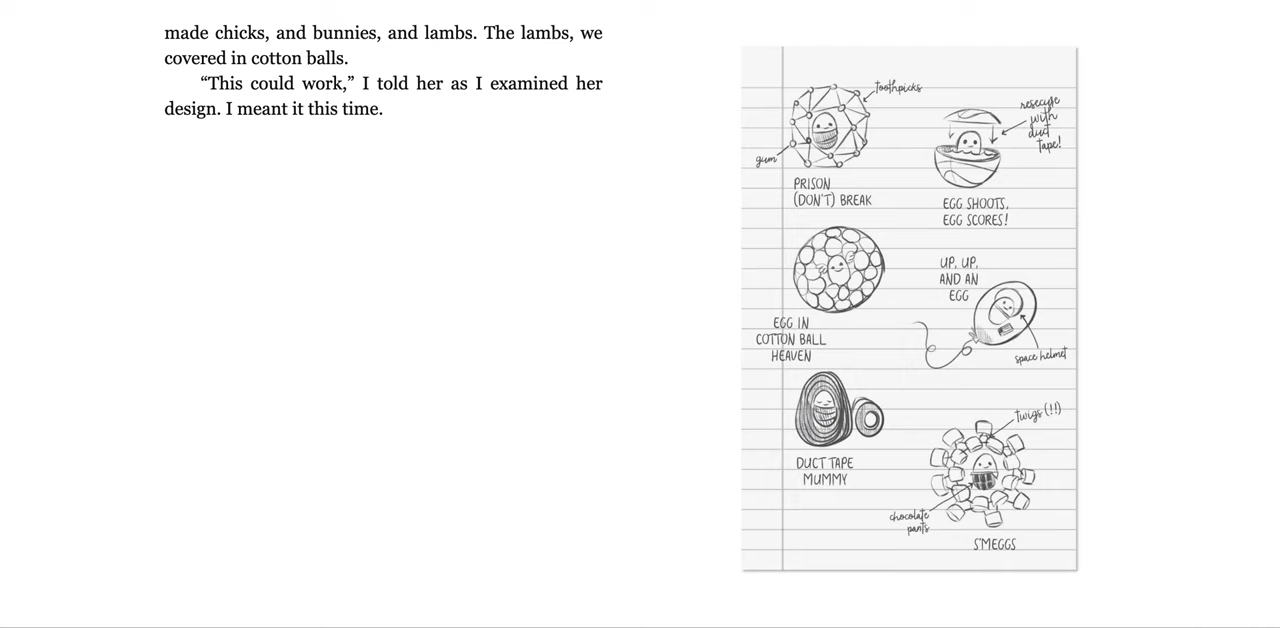 made chicks, and bunnies, and lambs. The lambs, we
covered in cotton balls.
“This could work,” I told her as I examined her
design. I meant it this time.
toothpicks
gum
PRISON
(DON'T) BREAK
resecure
with
duct
tape!
EGG SHOOTS,
EGG SCORES!
EGG IN
COTTON BALL
HEAVEN
UP, UP,
AND AN
EGG
space helmet
DUCT TAPE
MUMMY
twigs (!!)
chocolate
pants
S'MEGGS